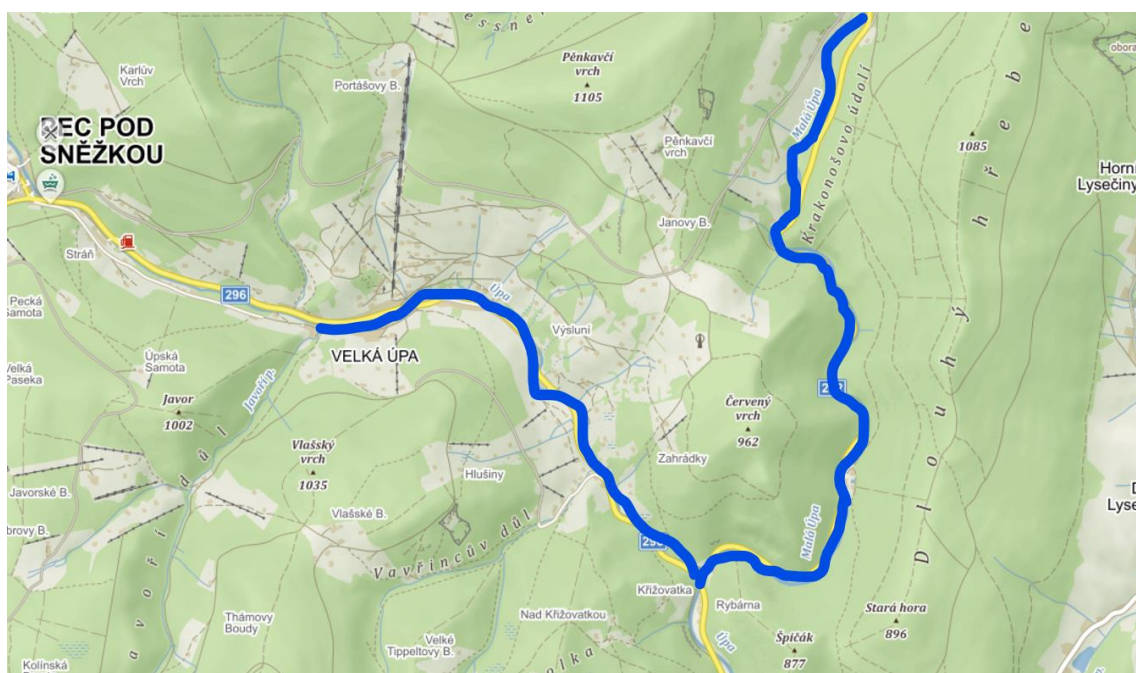 Karlův
Vrch
Portášovy B.
Pěnkavčí
vrch
1105
Malá Úpa
Krakonošovo údolí
obora
PEC POD
SNĚŽKOU
Pěnkavčí
vrch
1085
Horní
Lysečiny
Stráň
Janovy B.
296
Úpa
Pecká
Samota
Výsluní
VELKÁ ÚPA
Úpská
Samota
Velká
Paseka
Javoří p.
Javor
1002
Červený
vrch
962
Dlouhý hřeben
Vlašský
vrch
1035
Zahrádky
Hlušiny
Javorské B.
Vlašské B.
Malá Úpa
Vavřincův důl
Křižovatka
Rybárna
Thámovy
Boudy
Nad Křižovatkou
Stará hora
896
Úpa
Velké
Tippeltovy B.
Špičák
877
Kolínská